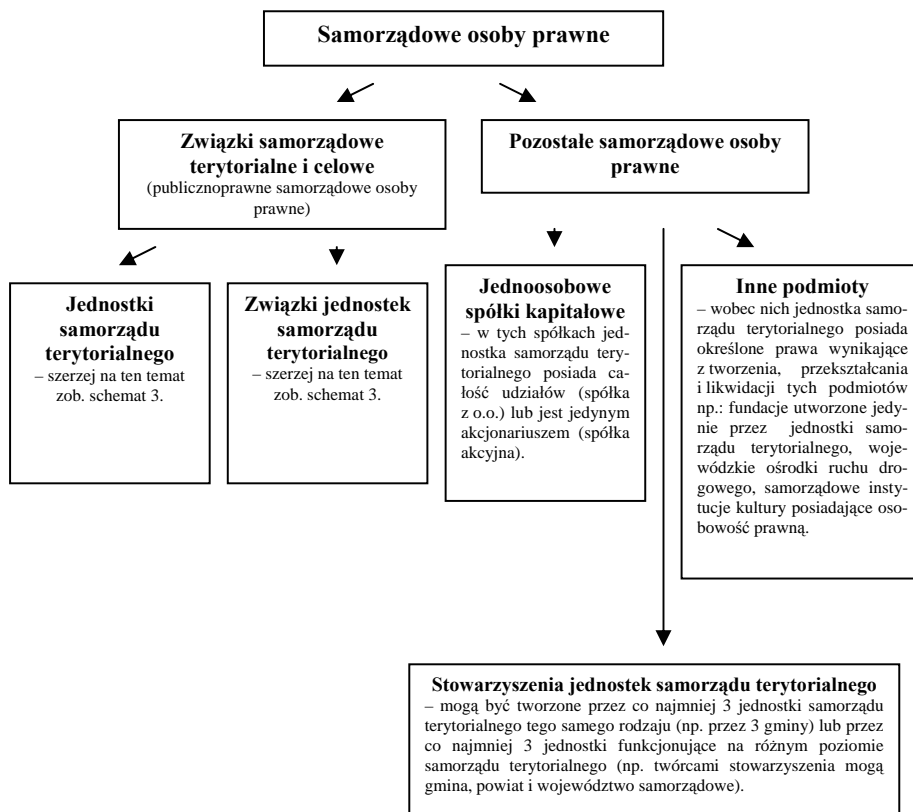 Samorządowe osoby prawne
Związki samorządowe
terytorialne i celowe
(publicznoprawne samorządowe osoby
prawne)
Pozostałe samorządowe osoby
prawne
Jednostki
samorządu
terytorialnego
– szerzej na ten temat
zob. schemat 3.
Związki jednostek
samorządu
terytorialnego
– szerzej na ten temat
zob. schemat 3.
Jednoosobowe
spółki kapitałowe
– w tych spółkach jed-
nostka samorządu tery-
torialnego posiada ca-
łość udziałów (spółka
z o.o.) lub jest jedynym
akcjonariuszem (spółka
akcyjna).
Inne podmioty
– wobec nich jednostka samo-
rządu terytorialnego posiada
określone prawa wynikające
z tworzenia, przekształcania
i likwidacji tych podmiotów
np.: fundacje utworzone jedy-
nie przez jednostki samo-
rządu terytorialnego, woje-
wódzkie ośrodki ruchu dro-
gowego, samorządowe insty-
tucje kultury posiadające oso-
bowość prawną.
Stowarzyszenia jednostek samorządu terytorialnego
– mogą być tworzone przez co najmniej 3 jednostki samorządu
terytorialnego tego samego rodzaju (np. przez 3 gminy) lub przez
co najmniej 3 jednostki funkcjonujące na różnym poziomie
samorządu terytorialnego (np. twórcami stowarzyszenia mogą
gmina, powiat i województwo samorządowe).